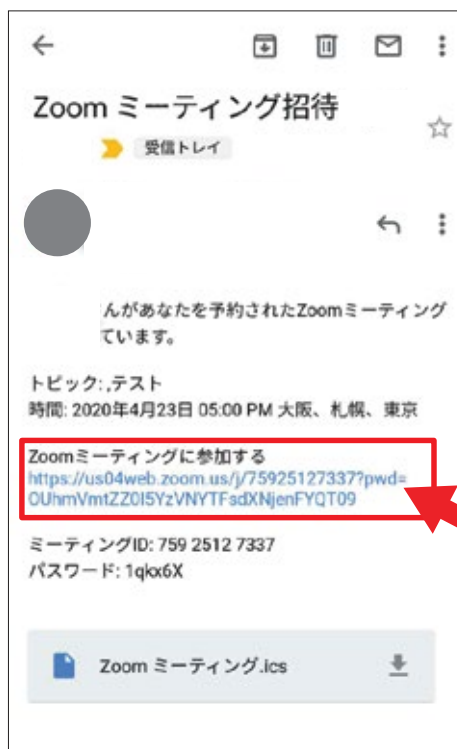 Zoom ミーティング招待
受信トレイ
んがあなたを予約されたZoomミーティング
ています。
トピック: ,テスト
時間: 2020年4月23日 05:00 PM 大阪、札幌、東京
Zoomミーティングに参加する
https://us04web.zoom.us/j/75925127337?pwd=
OUhmVmtZZ0I5YzVNYTFsdXNjenFYQT09
ミーティングID: 759 2512 7337
パスワード: 1qkx6X
Zoom ミーティング.ics